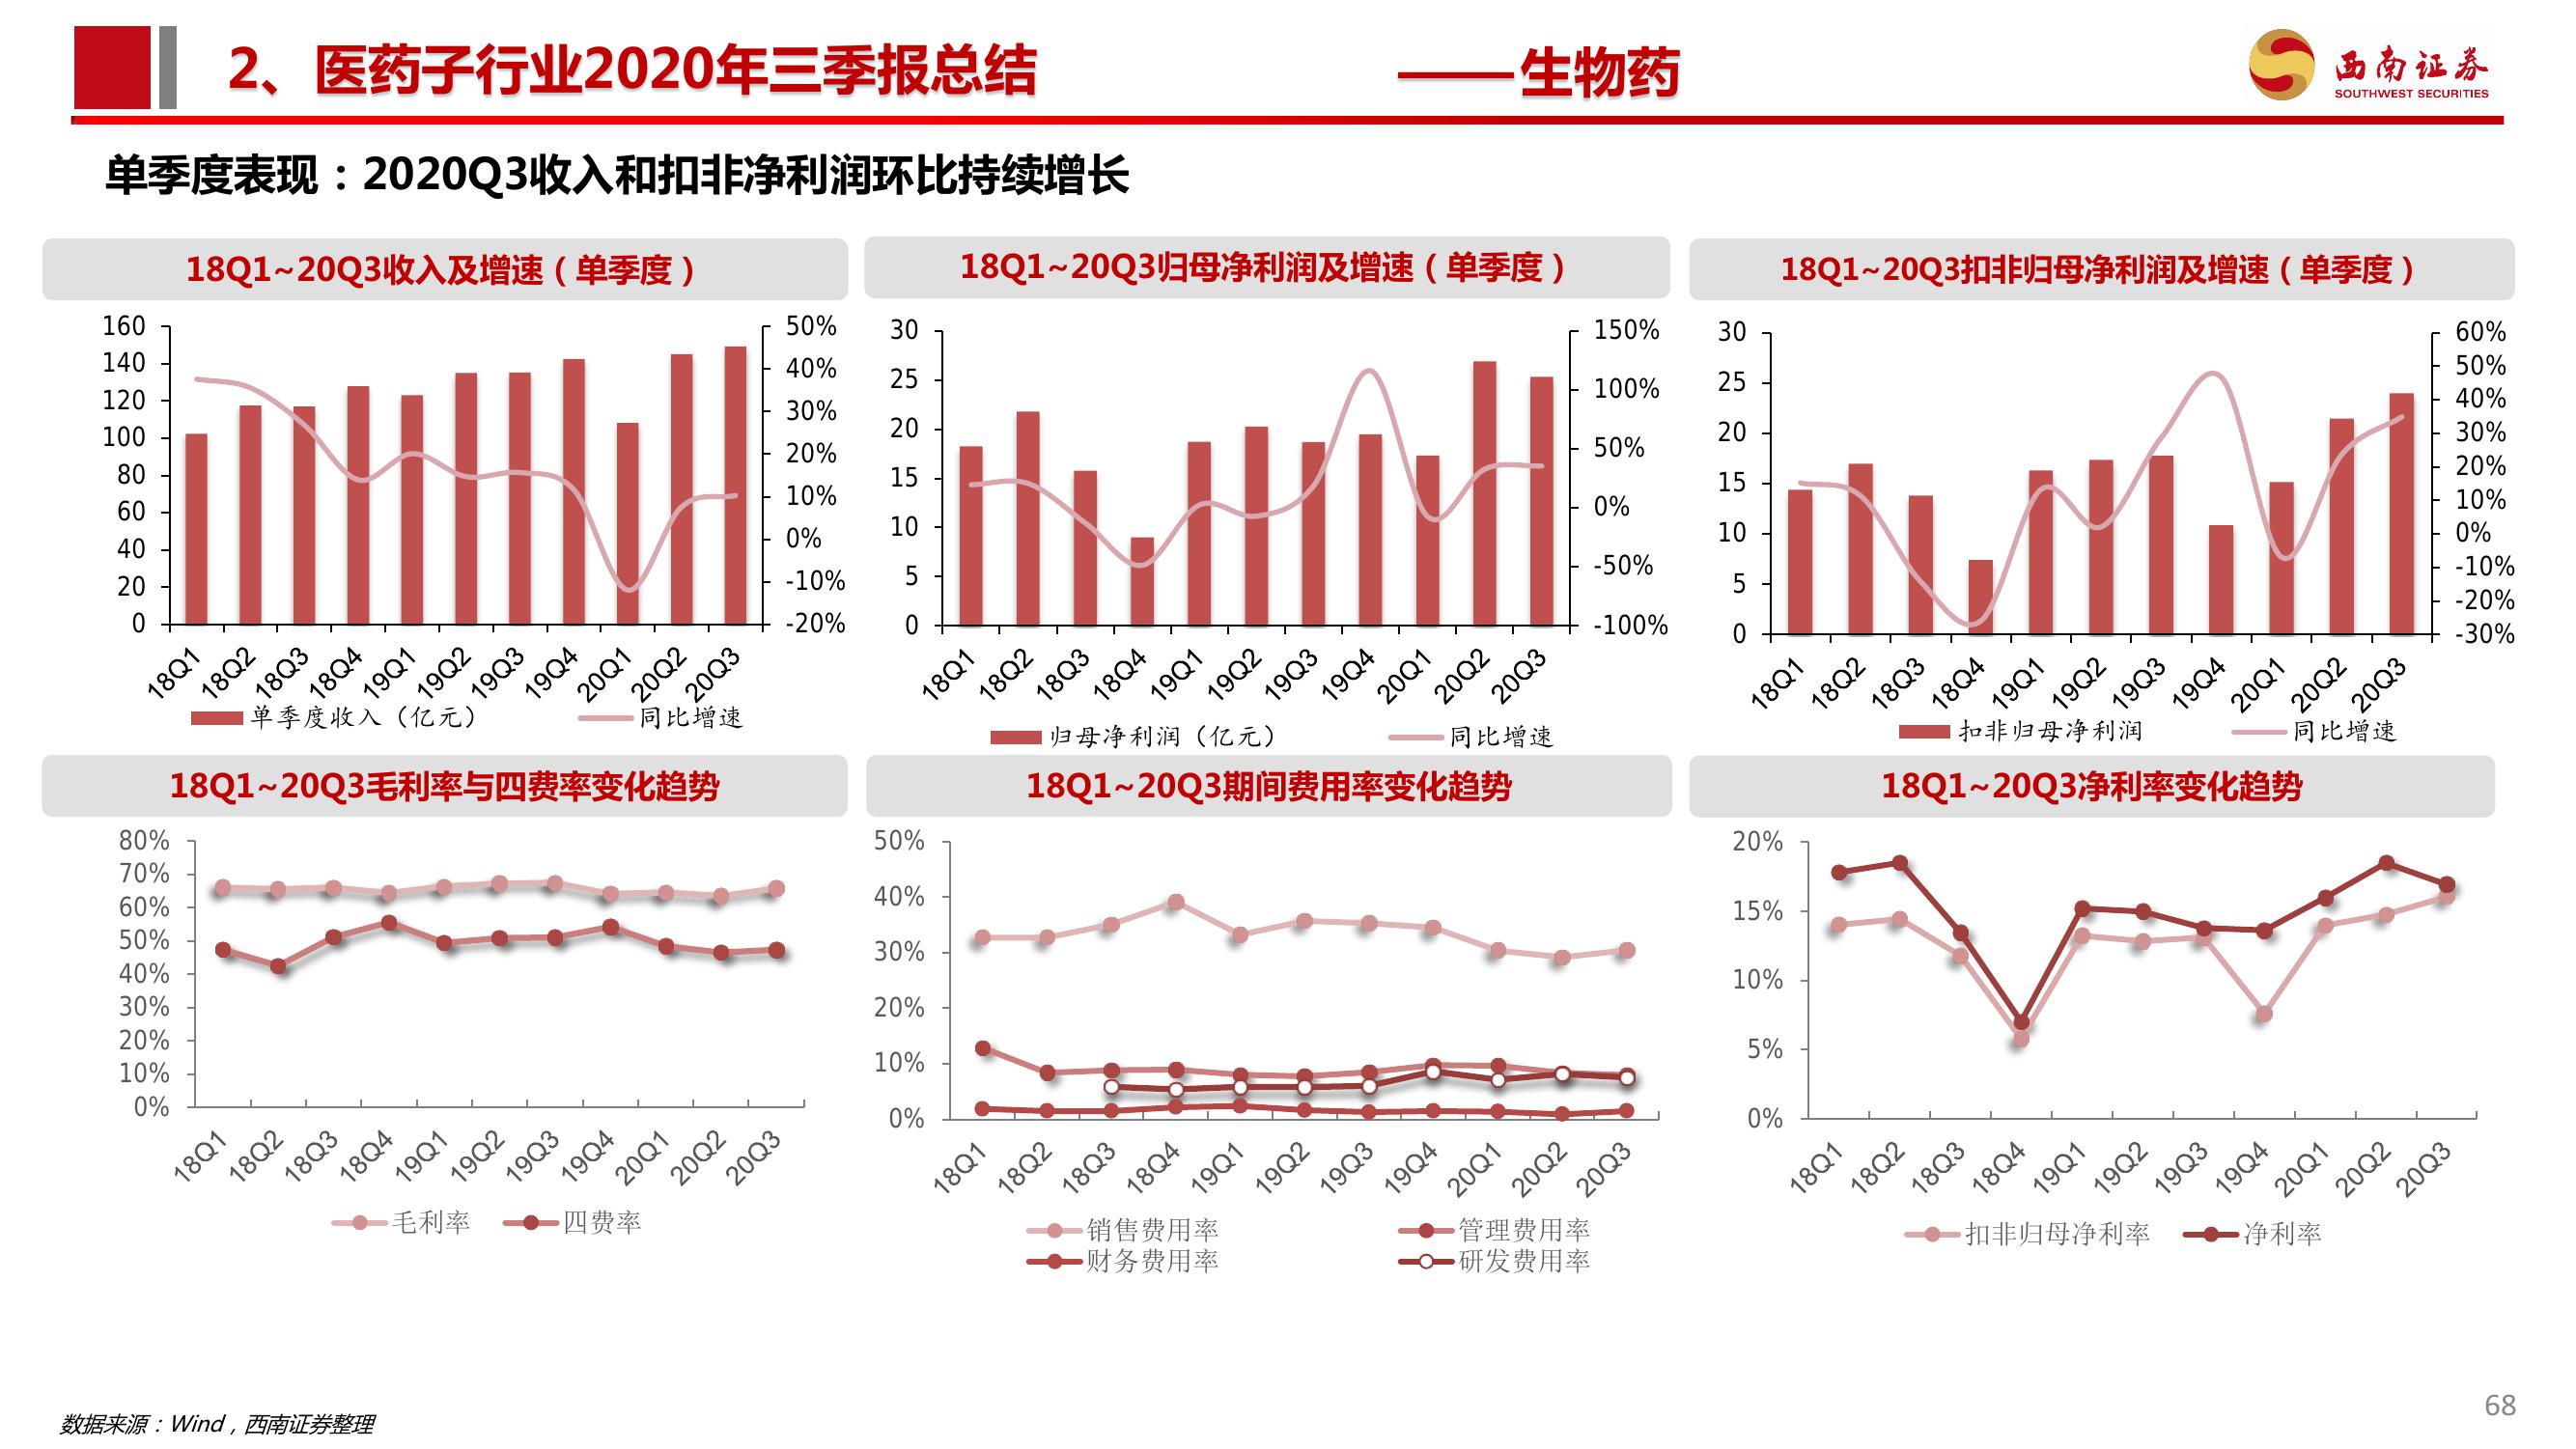 2、医药子行业2020年三季报总结
——生物药
西南证券
SOUTHWEST SECURITIES
单季度表现：2020Q3收入和扣非净利润环比持续增长
18Q1~20Q3收入及增速（单季度）
160
140
120
100
80
60
40
20
0
50%
40%
30%
20%
10%
0%
-10%
-20%
18Q1
18Q2
18Q3
18Q4
19Q1
19Q2
19Q3
19Q4
20Q1
20Q2
20Q3
单季度收入（亿元）
同比增速
18Q1~20Q3归母净利润及增速（单季度）
30
25
20
15
10
5
0
150%
100%
50%
0%
-50%
-100%
18Q1
18Q2
18Q3
18Q4
19Q1
19Q2
19Q3
19Q4
20Q1
20Q2
20Q3
归母净利润（亿元）
同比增速
18Q1~20Q3扣非归母净利润及增速（单季度）
30
25
20
15
10
5
0
60%
50%
40%
30%
20%
10%
0%
-10%
-20%
-30%
18Q1
18Q2
18Q3
18Q4
19Q1
19Q2
19Q3
19Q4
20Q1
20Q2
20Q3
扣非归母净利润
同比增速
18Q1~20Q3毛利率与四费率变化趋势
80%
70%
60%
50%
40%
30%
20%
10%
0%
18Q1
18Q2
18Q3
18Q4
19Q1
19Q2
19Q3
19Q4
20Q1
20Q2
20Q3
毛利率
四费率
18Q1~20Q3期间费用率变化趋势
50%
40%
30%
20%
10%
0%
18Q1
18Q2
18Q3
18Q4
19Q1
19Q2
19Q3
19Q4
20Q1
20Q2
20Q3
销售费用率
管理费用率
财务费用率
研发费用率
18Q1~20Q3净利率变化趋势
20%
15%
10%
5%
0%
18Q1
18Q2
18Q3
18Q4
19Q1
19Q2
19Q3
19Q4
20Q1
20Q2
20Q3
扣非归母净利率
净利率
数据来源：Wind，西南证券整理
68